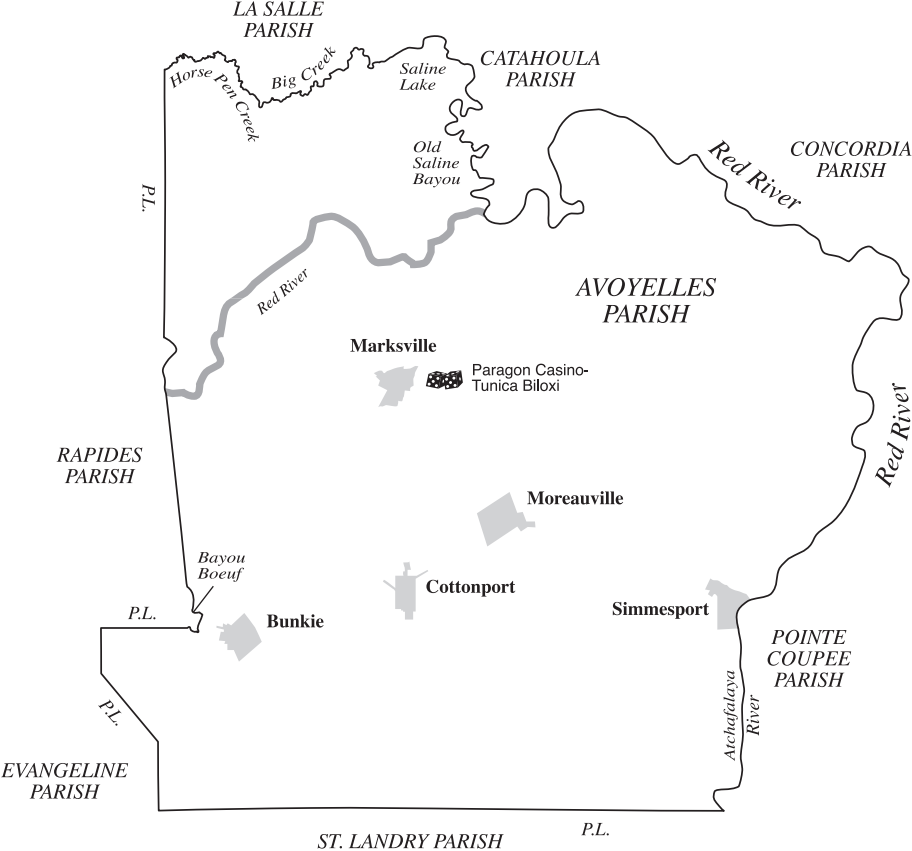 LA SALLE
PARISH
CATAHOULA
PARISH
Horse Pen Creek
Big Creek
Saline
Lake
Old
Saline
Bayou
Red River
CONCORDIA
PARISH
P.L.
Red River
AVOYELLES
PARISH
Marksville
Paragon Casino-
Tunica Biloxi
Red River
RAPIDES
PARISH
Moreauville
Bayou
Boeuf
Cottonport
Simmesport
P.L.
Bunkie
POINTE
COUPEE
PARISH
Atchafalaya
River
P.L.
EVANGELINE
PARISH
P.L.
ST. LANDRY PARISH